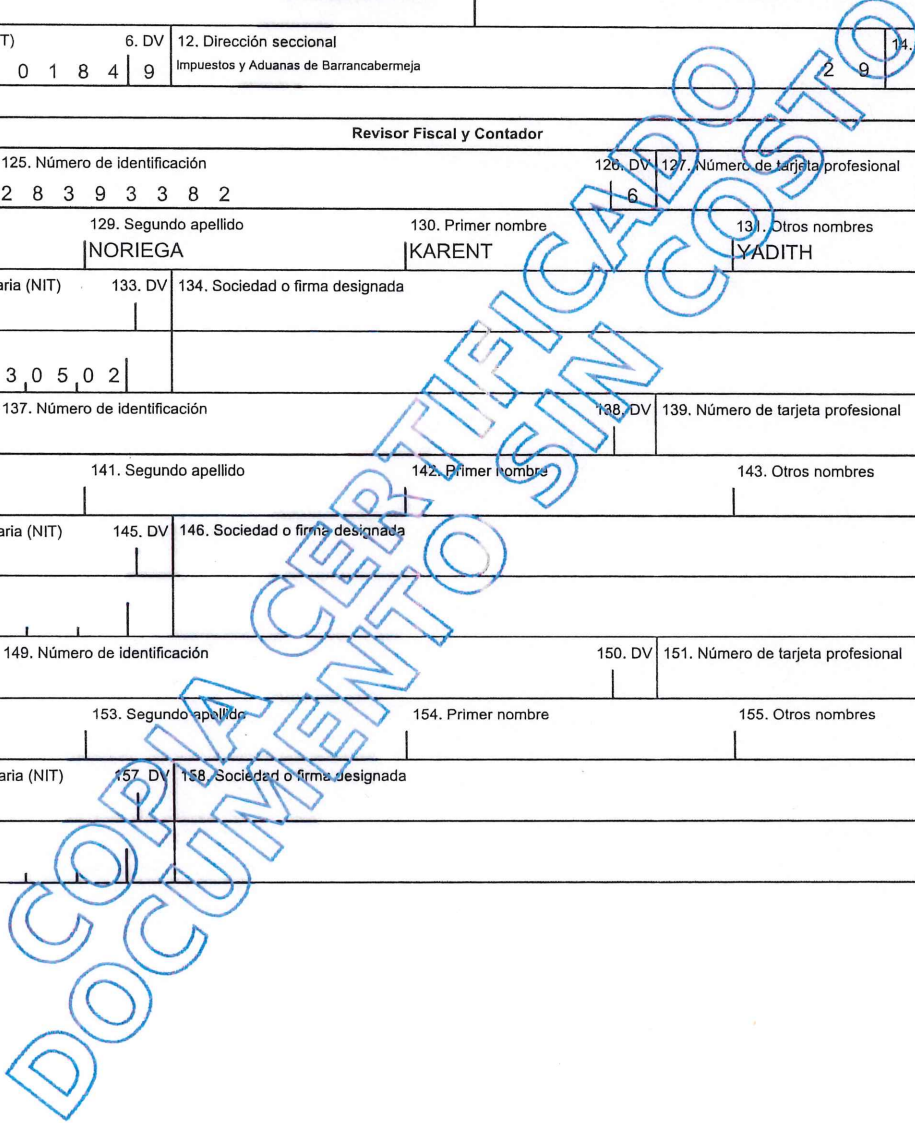 T) 6. DV 12. Dirección seccional 14.
0 1 8 4 9 Impuestos y Aduanas de Barrancabermeja 2 9
Revisor Fiscal y Contador
125. Número de identificación 126. DV 127. Número de tarjeta profesional
2 8 3 9 3 3 8 2 6
129. Segundo apellido 130. Primer nombre 131. Otros nombres
NORIEGA KARENT YADITH
aria (NIT) 133. DV 134. Sociedad o firma designada
3 0 5 0 2
137. Número de identificación 138. DV 139. Número de tarjeta profesional
141. Segundo apellido 142. Primer nombre 143. Otros nombres
aria (NIT) 145. DV 146. Sociedad o firma designada
149. Número de identificación 150. DV 151. Número de tarjeta profesional
153. Segundo apellido 154. Primer nombre 155. Otros nombres
aria (NIT) 157. DV 158. Sociedad o firma designada
COPIA CERTIFICADO
DOCUMENTO SIN COSTO